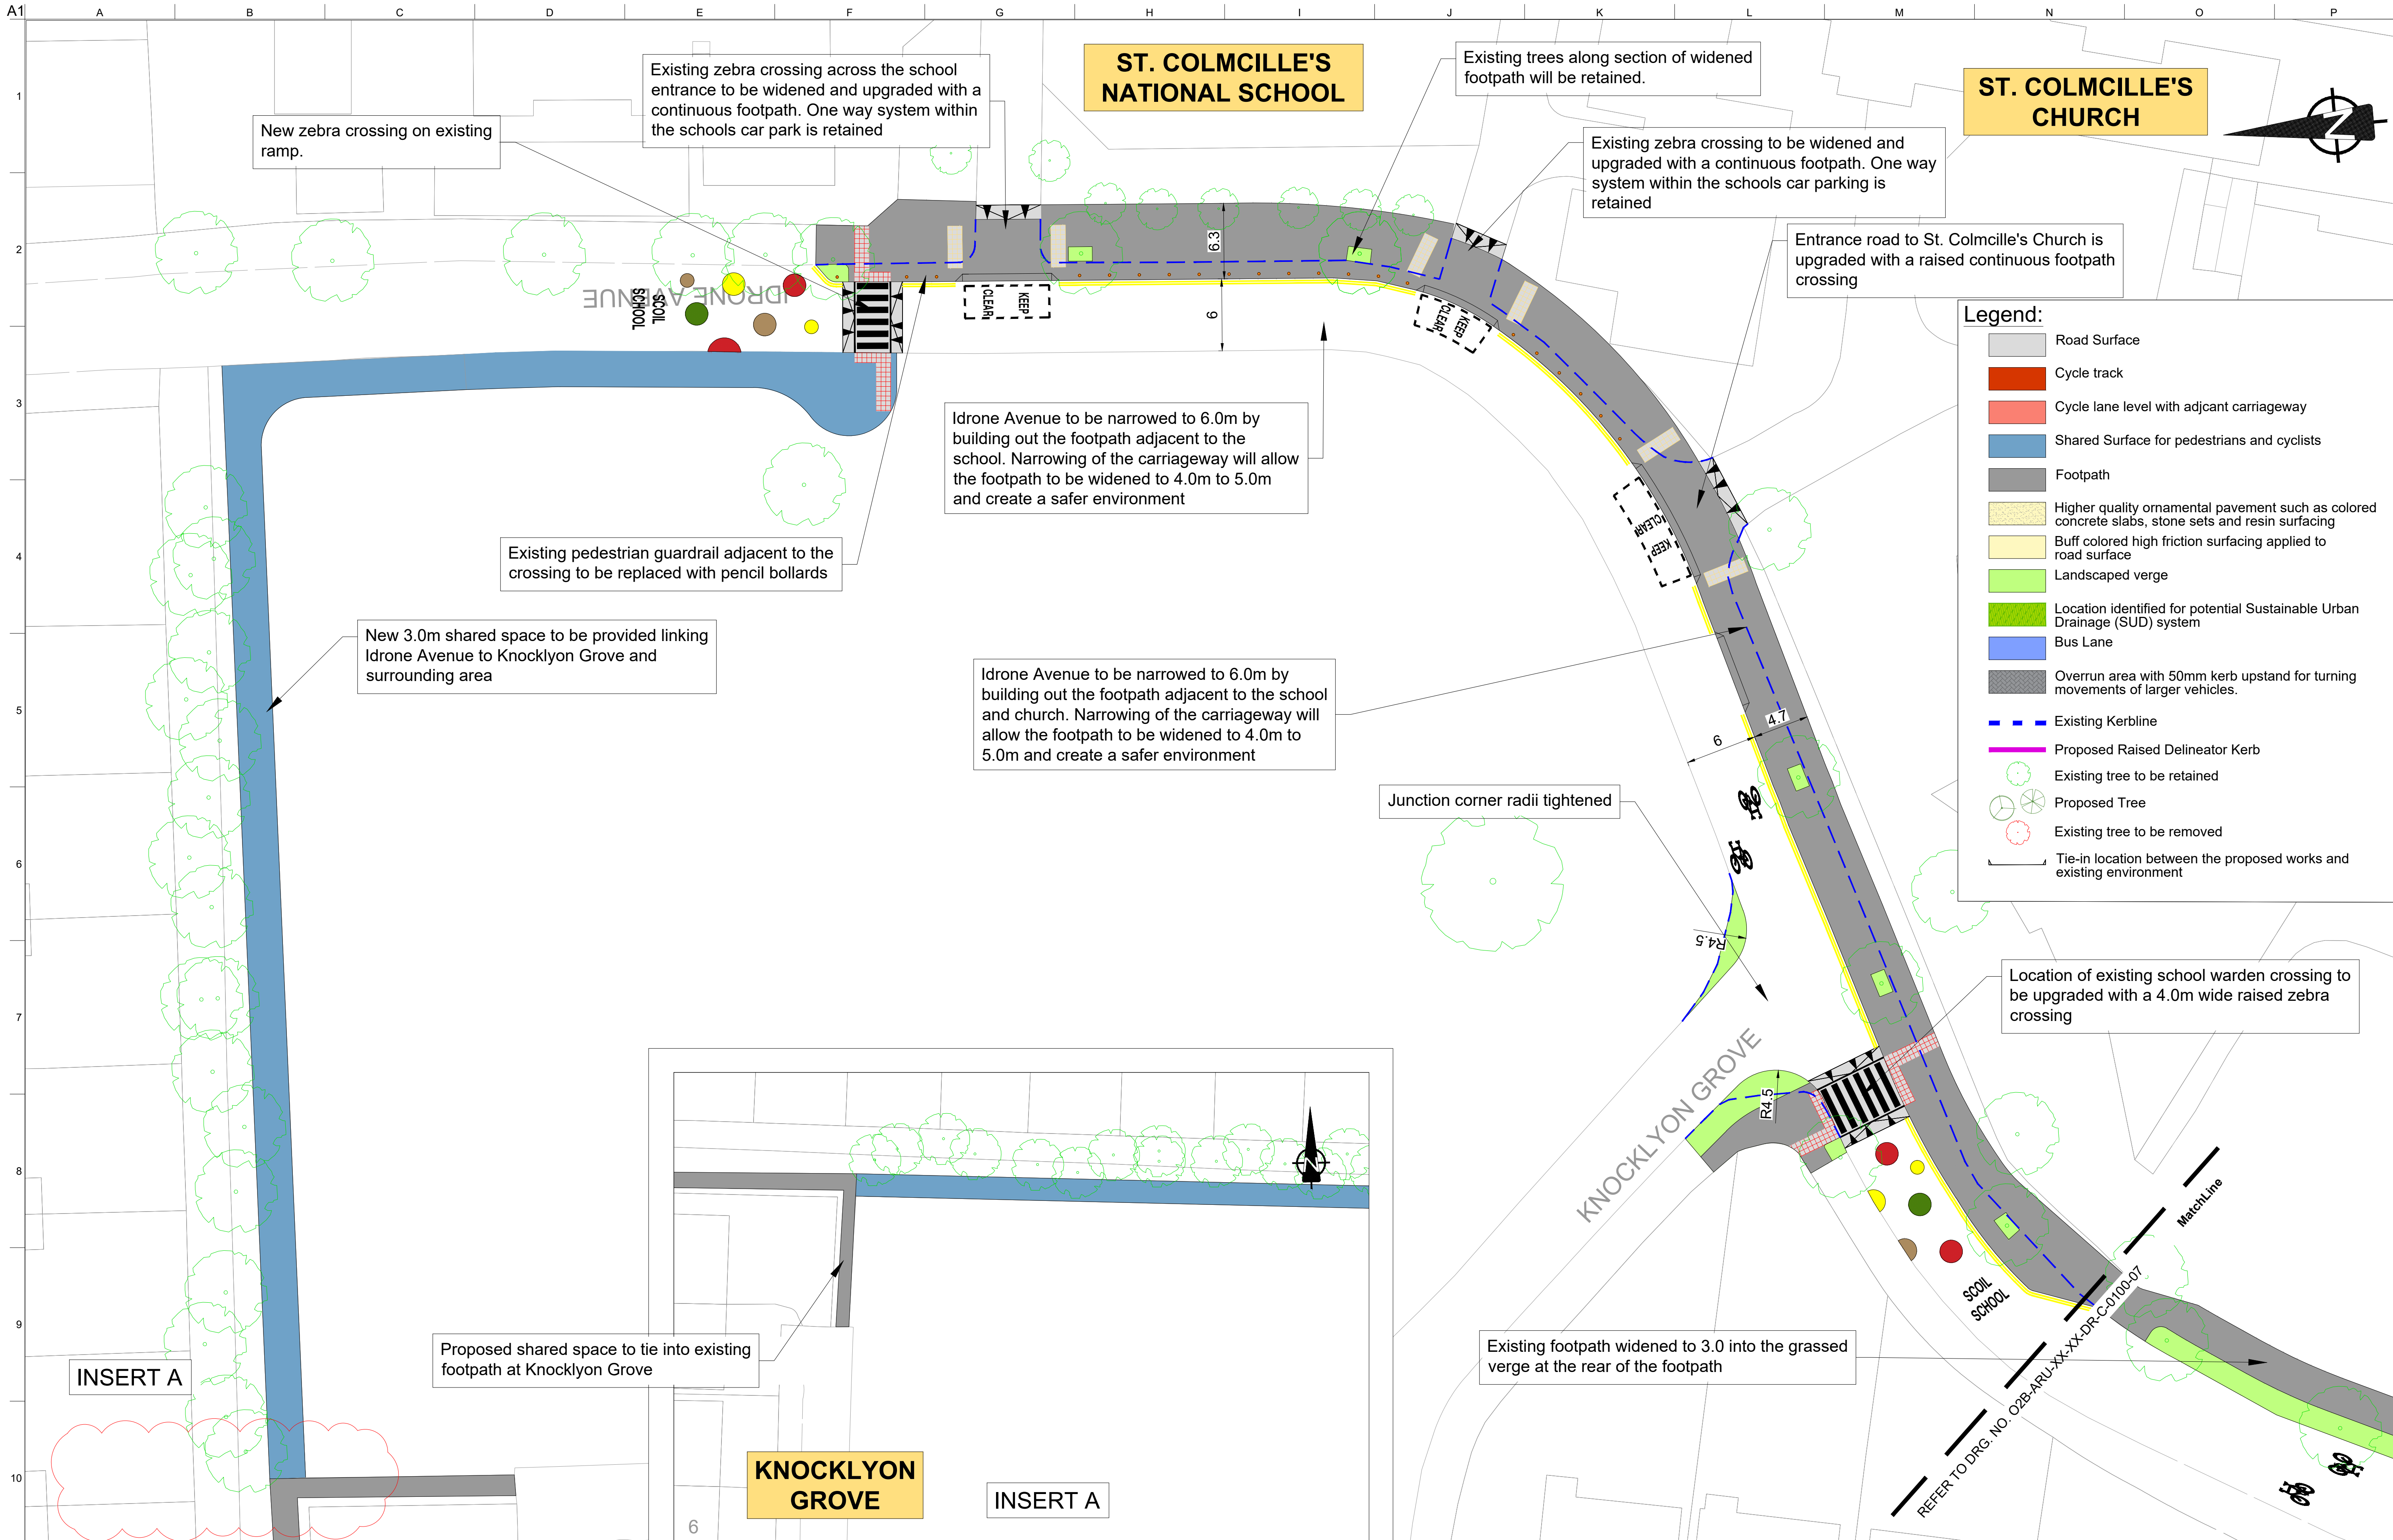 A1
A B C D E F G H I J K L M N O P
1
2
3
4
5
6
7
8
9
10
ST. COLMCILLE'S
NATIONAL SCHOOL
ST. COLMCILLE'S
CHURCH
N
New zebra crossing on existing
ramp.
Existing zebra crossing across the school
entrance to be widened and upgraded with a
continuous footpath. One way system within
the schools car park is retained
Existing trees along section of widened
footpath will be retained.
Existing zebra crossing to be widened and
upgraded with a continuous footpath. One way
system within the schools car parking is
retained
Entrance road to St. Colmcille's Church is
upgraded with a raised continuous footpath
crossing
IDRONE AVENUE
SCOIL
SCHOOL
KEEP
CLEAR
6.3
6
KEEP
CLEAR
CLEAR
KEEP
Idrone Avenue to be narrowed to 6.0m by
building out the footpath adjacent to the
school. Narrowing of the carriageway will allow
the footpath to be widened to 4.0m to 5.0m
and create a safer environment
Existing pedestrian guardrail adjacent to the
crossing to be replaced with pencil bollards
New 3.0m shared space to be provided linking
Idrone Avenue to Knocklyon Grove and
surrounding area
Idrone Avenue to be narrowed to 6.0m by
building out the footpath adjacent to the school
and church. Narrowing of the carriageway will
allow the footpath to be widened to 4.0m to
5.0m and create a safer environment
4.7
6
Junction corner radii tightened
R4.5
R4.5
KNOCKLYON GROVE
Location of existing school warden crossing to
be upgraded with a 4.0m wide raised zebra
crossing
SCOIL
SCHOOL
MatchLine
REFER TO DRG. NO. O2B-ARU-XX-XX-DR-C-0100-07
Existing footpath widened to 3.0 into the grassed
verge at the rear of the footpath
Legend:
Road Surface
Cycle track
Cycle lane level with adjcant carriageway
Shared Surface for pedestrians and cyclists
Footpath
Higher quality ornamental pavement such as colored
concrete slabs, stone sets and resin surfacing
Buff colored high friction surfacing applied to
road surface
Landscaped verge
Location identified for potential Sustainable Urban
Drainage (SUD) system
Bus Lane
Overrun area with 50mm kerb upstand for turning
movements of larger vehicles.
Existing Kerbline
Proposed Raised Delineator Kerb
Existing tree to be retained
Proposed Tree
Existing tree to be removed
Tie-in location between the proposed works and
existing environment
INSERT A
N
Proposed shared space to tie into existing
footpath at Knocklyon Grove
KNOCKLYON
GROVE
INSERT A
6